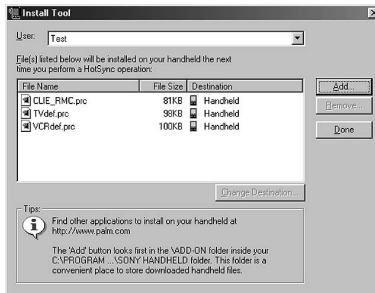 Install Tool
User: Test
File(s) listed below will be installed on your handheld the next
time you perform a HotSync operation:
File Name File Size Destination
CLIE_RMC.prc 81KB Handheld
TVdef.prc 98KB Handheld
VCRdef.prc 100KB Handheld
Add...
Remove...
Done
Change Destination...
Tips:
Find other applications to install on your handheld at
http://www.palm.com
The 'Add' button looks first in the \ADD-ON folder inside your
C:\PROGRAM ...\SONY HANDHELD folder. This folder is a
convenient place to store downloaded handheld files.